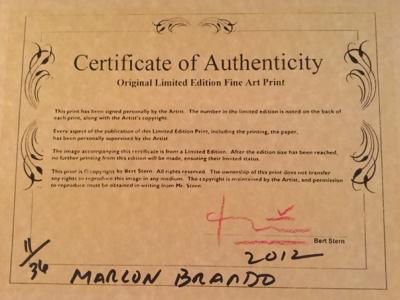 Certificate of Authenticity
Original Limited Edition Fine Art Print
This print has been signed personally by the Artist. The number in the limited edition is noted on the back of
each print, along with the Artist's copyright.
Every aspect of the publication of this Limited Edition Print, including the printing, the paper,
has been personally supervised by the Artist
The image accompanying this certificate is from a Limited Edition. After the edition size has been reached,
no further printing from this edition will be made, ensuring their limited status.
This print is © copyright by Bert Stern. All rights reserved. The ownership of this print does not transfer
any rights to reproduce this image in any medium. The copyright is maintained by the Artist, and permission
to reproduce must be obtained in writing from Mr. Stern
Bert Stern
2012
11/36
MARLON BRANDO